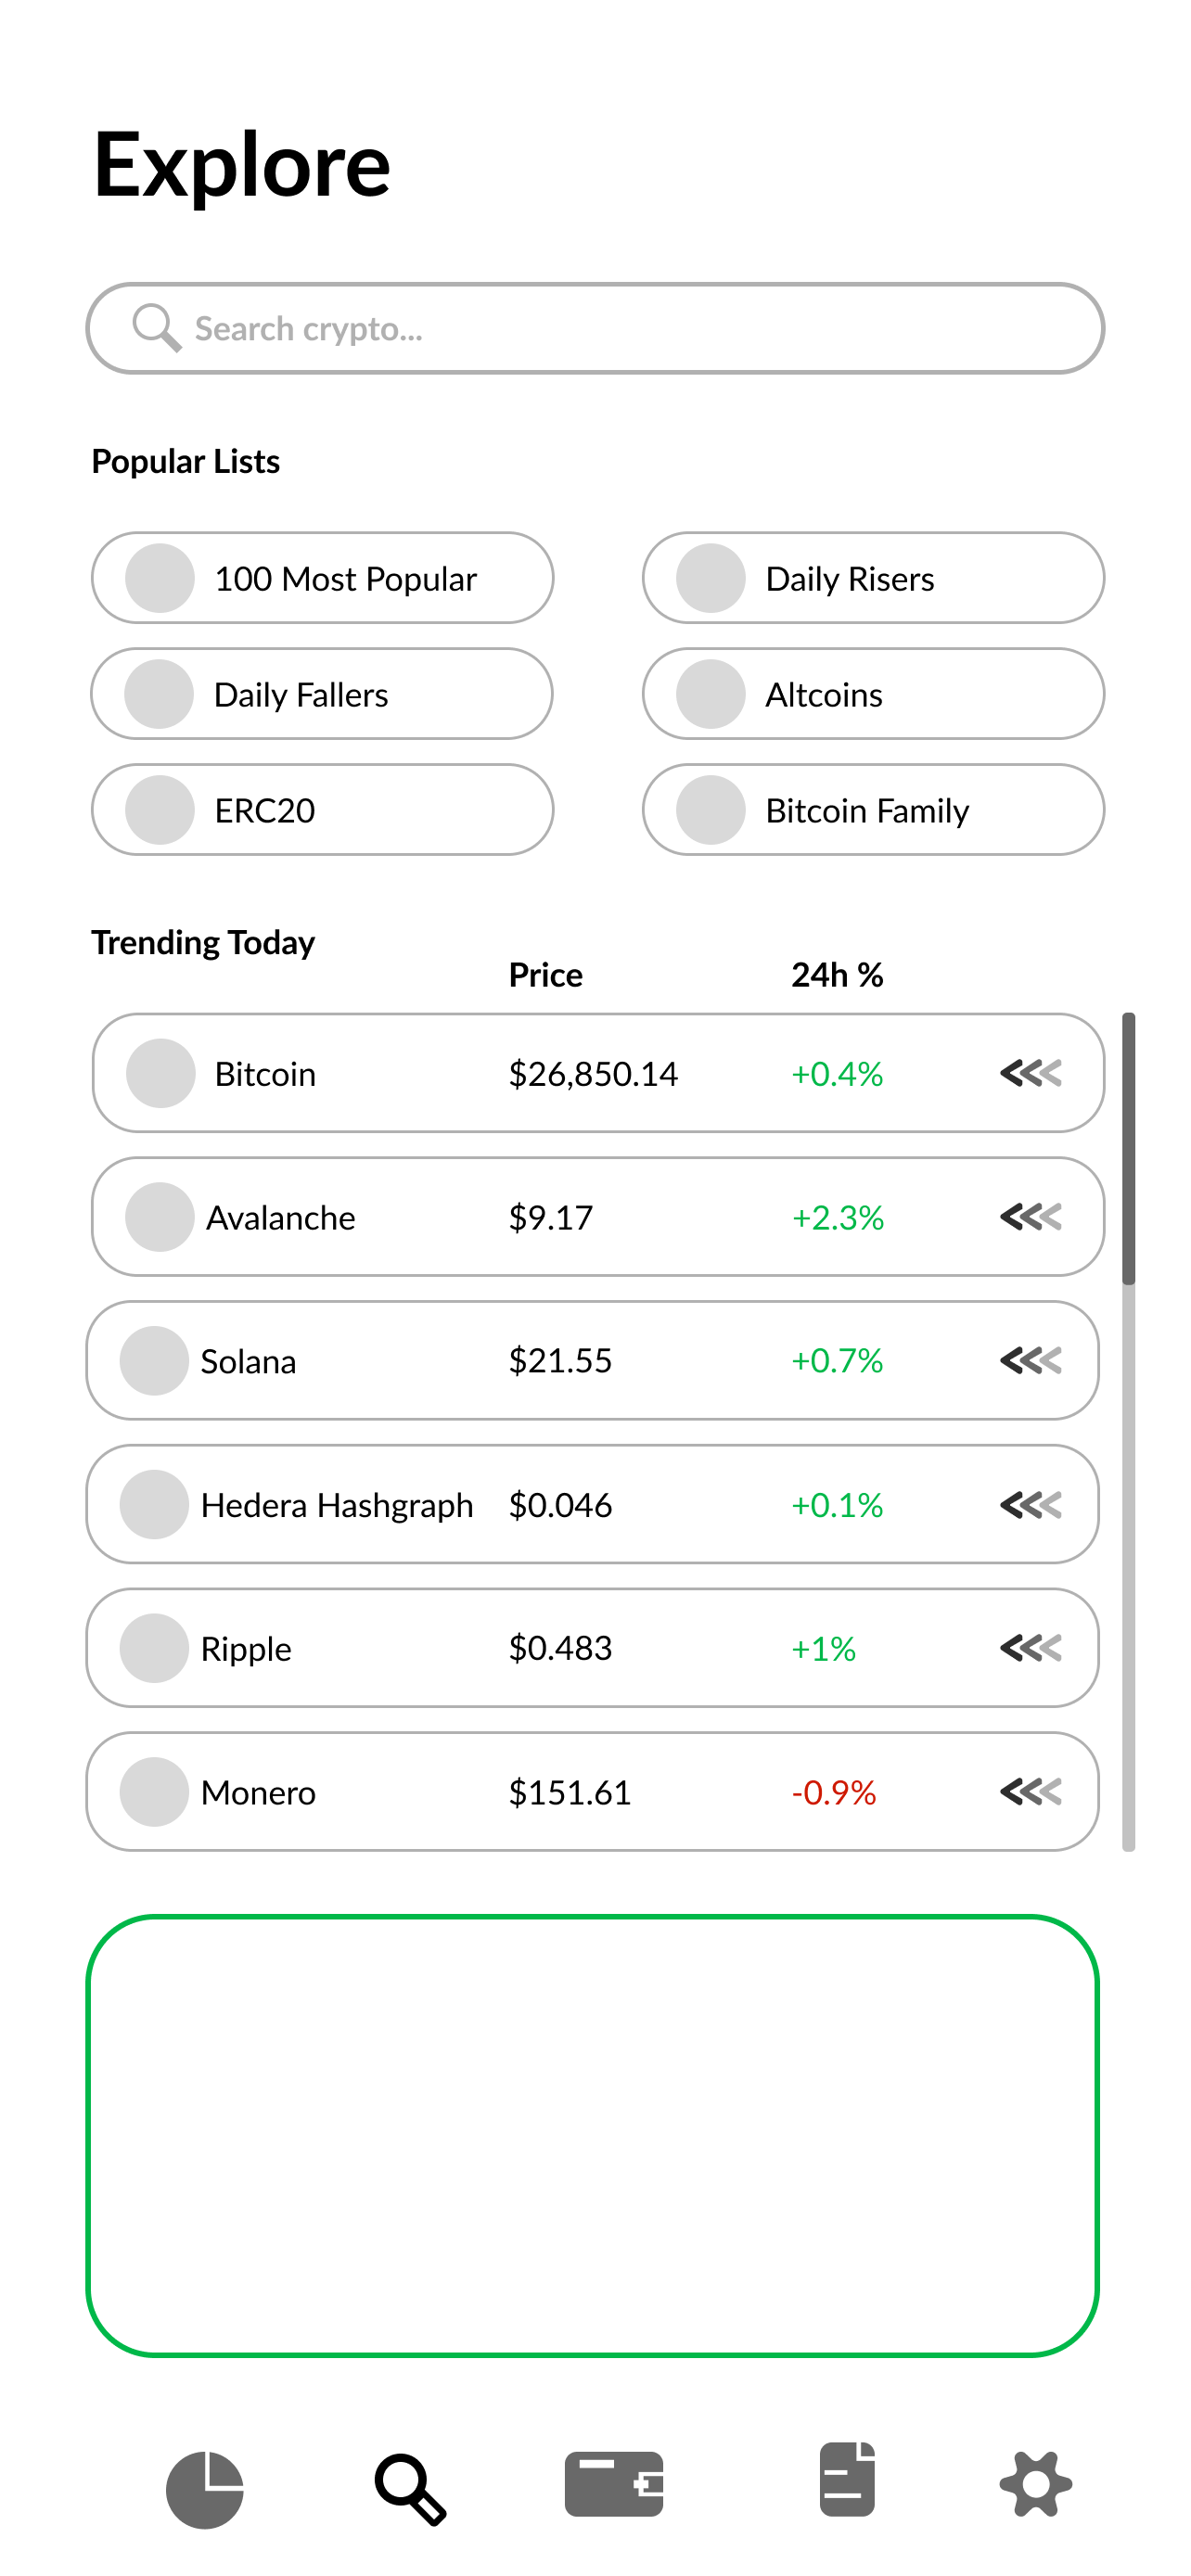 Explore
Search crypto...
Popular Lists
100 Most Popular
Daily Risers
Daily Fallers
Altcoins
ERC20
Bitcoin Family
Trending Today
Price 24h %
Bitcoin $26,850.14 +0.4%
Avalanche $9.17 +2.3%
Solana $21.55 +0.7%
Hedera Hashgraph $0.046 +0.1%
Ripple $0.483 +1%
Monero $151.61 -0.9%